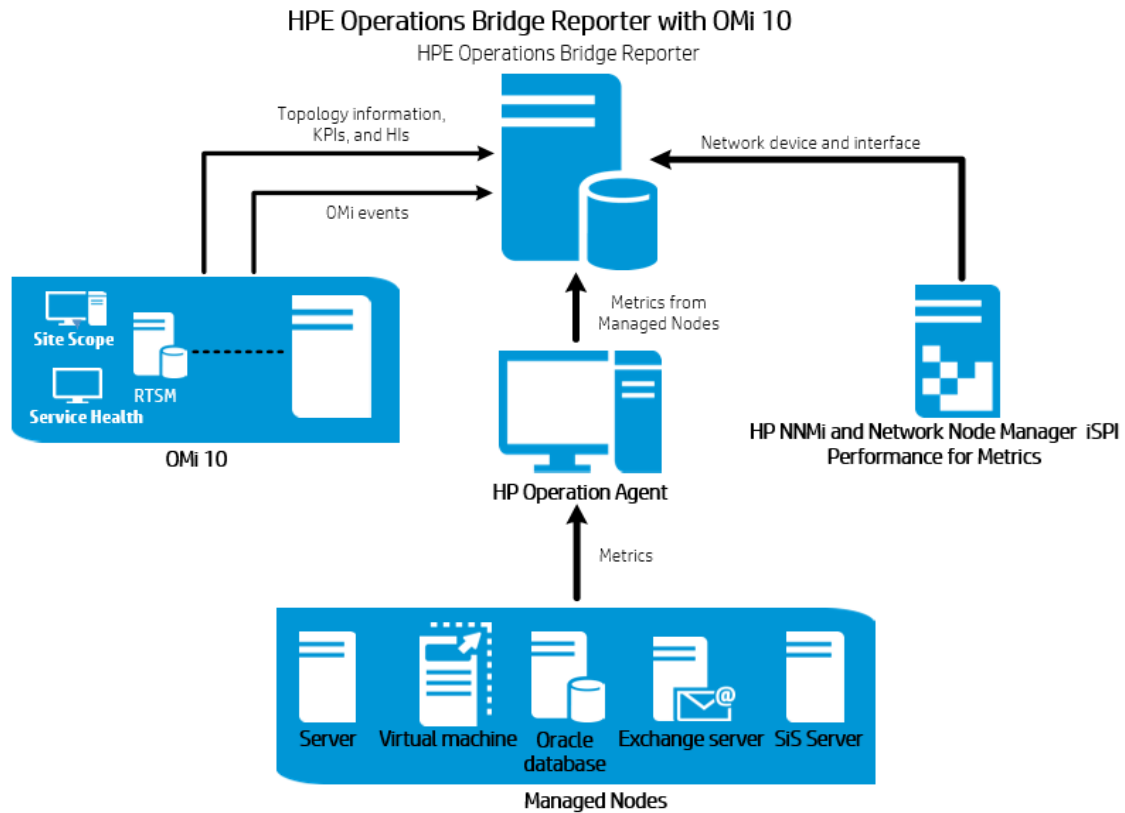 HPE Operations Bridge Reporter with OMi 10
HPE Operations Bridge Reporter
Topology information,
KPIs, and HIs
Network device and interface
OMi events
Metrics from
Managed Nodes
Site Scope
RTSM
Service Health
OMi 10
HP Operation Agent
HP NNMi and Network Node Manager iSPI
Performance for Metrics
Metrics
@
Server
Virtual machine
Oracle
database
Exchange server
SiS Server
Managed Nodes